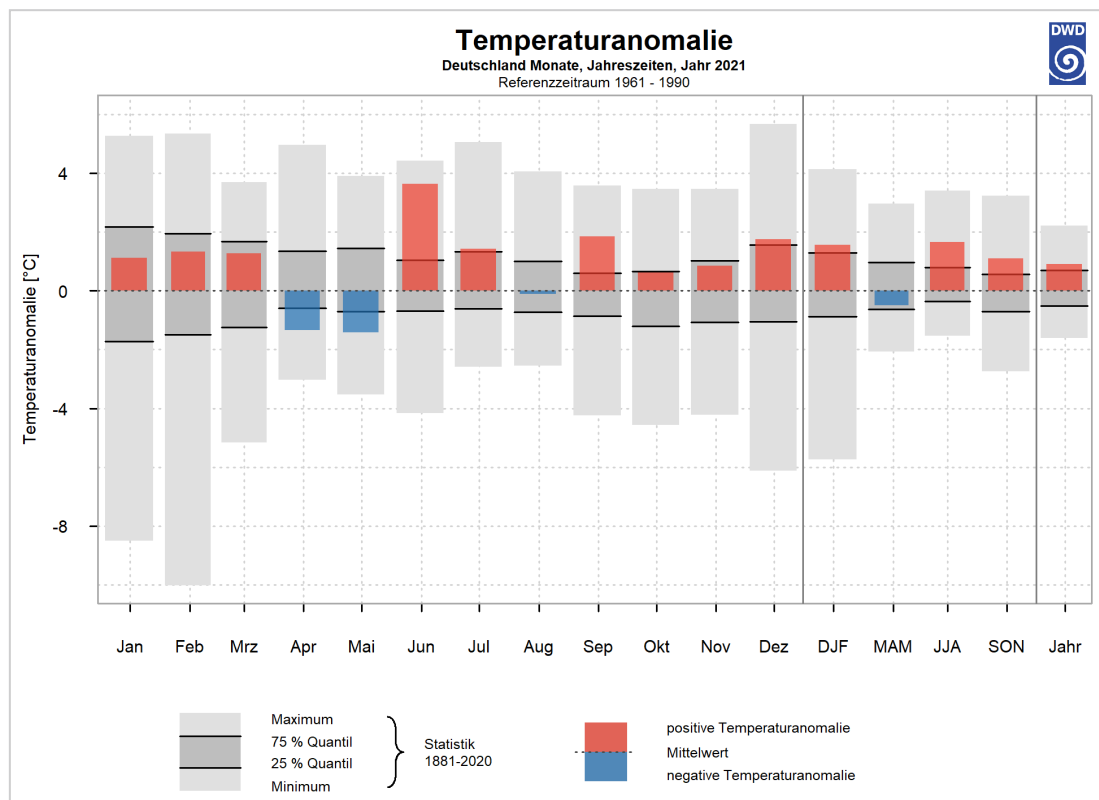 Temperaturanomalie
Deutschland Monate, Jahreszeiten, Jahr 2021
Referenzzeitraum 1961 - 1990
DWD
Temperaturanomalie [°C]
4
0
-4
-8
Jan Feb Mrz Apr Mai Jun Jul Aug Sep Okt Nov Dez DJF MAM JJA SON Jahr
Maximum
75 % Quantil
25 % Quantil
Minimum
Statistik
1881-2020
positive Temperaturanomalie
Mittelwert
negative Temperaturanomalie